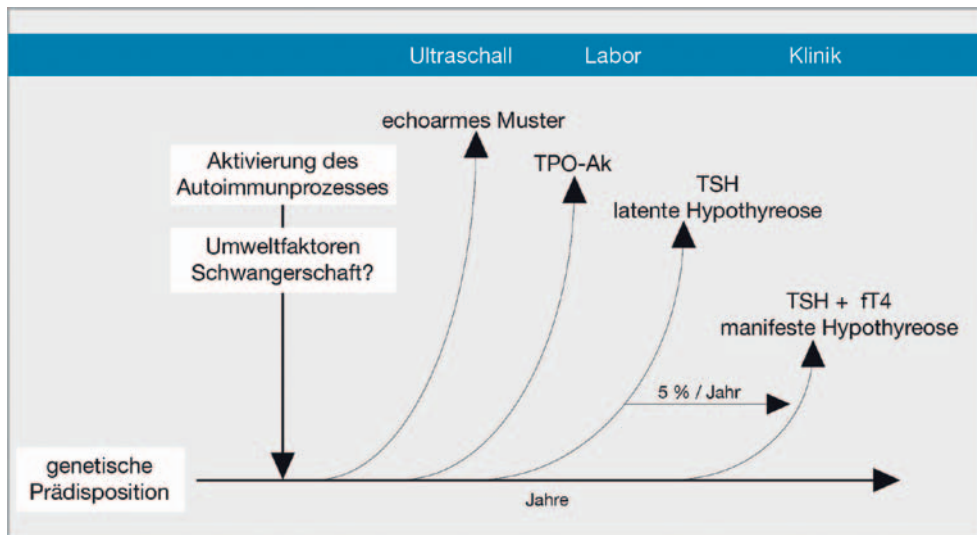 Ultraschall Labor Klinik
echoarmes Muster
Aktivierung des
Autoimmunprozesses
TPO-Ak
TSH
latente Hypothyreose
Umweltfaktoren
Schwangerschaft?
TSH + fT4
manifeste Hypothyreose
5 % / Jahr
genetische
Prädisposition
Jahre